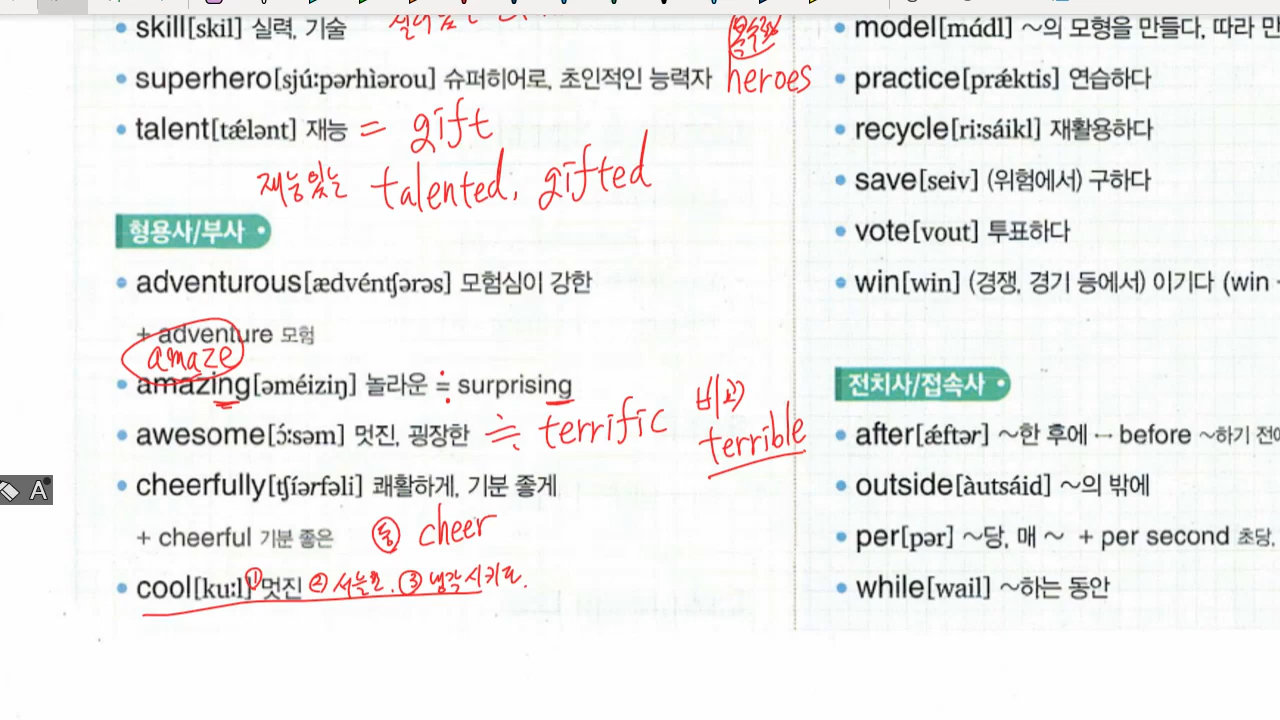 skill[skil] 실력, 기술
복수형
superhero[sjúːpərhìərou] 슈퍼히어로, 초인적인 능력자 heroes
talent[tǽlənt] 재능 = gift
재능있는 talented, gifted
형용사/부사
adventurous[ædvéntʃərəs] 모험심이 강한
+ adventure 모험
amaze
amazing[əméiziŋ] 놀라운 ≒ surprising
awesome[ɔ́ːsəm] 멋진, 굉장한 ≒ terrific 비교 terrible
cheerfully[tʃíərfəli] 쾌활하게, 기분 좋게
+ cheerful 기분 좋은 동 cheer
cool[kuːl] ① 멋진 ② 서늘한. ③ 냉각시키다.
model[mádl] ~의 모형을 만들다, 따라 만
practice[prǽktis] 연습하다
recycle[riːsáikl] 재활용하다
save[seiv] (위험에서) 구하다
vote[vout] 투표하다
win[win] (경쟁, 경기 등에서) 이기다 (win -
전치사/접속사
after[ǽftər] ~한 후에 ↔ before ~하기 전에
outside[àutsáid] ~의 밖에
per[pər] ~당, 매 ~ + per second 초당,
while[wail] ~하는 동안
A